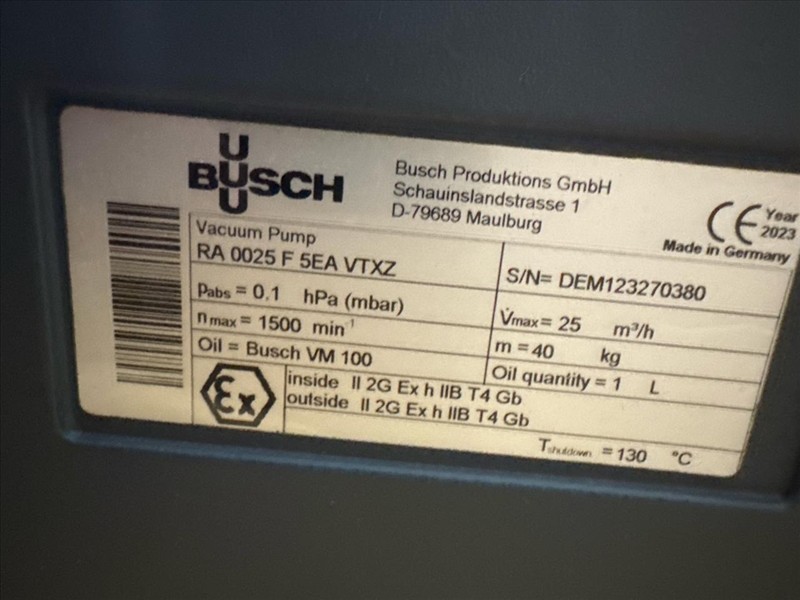 BUSCH
Busch Produktions GmbH
Schauinslandstrasse 1
D-79689 Maulburg
CE Year
2023
Made in Germany
Vacuum Pump
RA 0025 F 5EA VTXZ
S/N= DEM123270380
Pabs = 0.1 hPa (mbar)
V̇max = 25 m³/h
n max = 1500 min⁻¹
m = 40 kg
Oil = Busch VM 100
Oil quantity = 1 L
Ex
inside II 2G Ex h IIB T4 Gb
outside II 2G Ex h IIB T4 Gb
Tshutdown = 130 °C